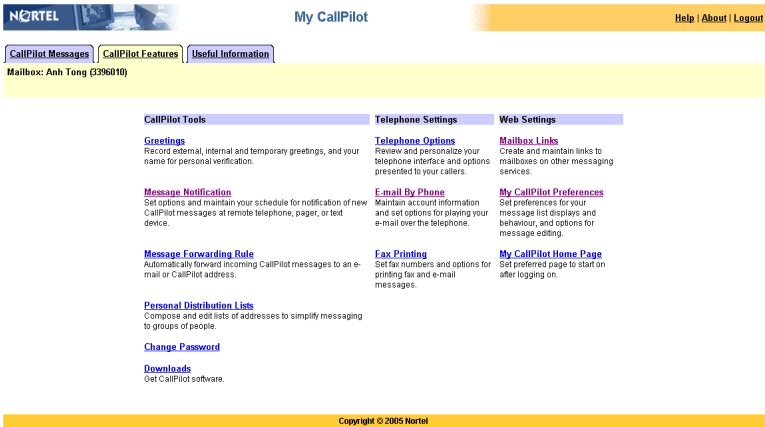 NORTEL
My CallPilot
Help | About | Logout
CallPilot Messages CallPilot Features Useful Information
Mailbox: Anh Tong (3396010)
CallPilot Tools
Greetings
Record external, internal and temporary greetings, and your
name for personal verification.
Message Notification
Set options and maintain your schedule for notification of new
CallPilot messages at remote telephone, pager, or text
device.
Message Forwarding Rule
Automatically forward incoming CallPilot messages to an e-
mail or CallPilot address.
Personal Distribution Lists
Compose and edit lists of addresses to simplify messaging
to groups of people.
Change Password
Downloads
Get CallPilot software.
Telephone Settings
Telephone Options
Review and personalize your
telephone interface and options
presented to your callers.
E-mail By Phone
Maintain account information
and set options for playing your
e-mail over the telephone.
Fax Printing
Set fax numbers and options for
printing fax and e-mail
messages.
Web Settings
Mailbox Links
Create and maintain links to
mailboxes on other messaging
services.
My CallPilot Preferences
Set preferences for your
message list displays and
behaviour, and options for
message editing.
My CallPilot Home Page
Set preferred page to start on
after logging on.
Copyright © 2005 Nortel